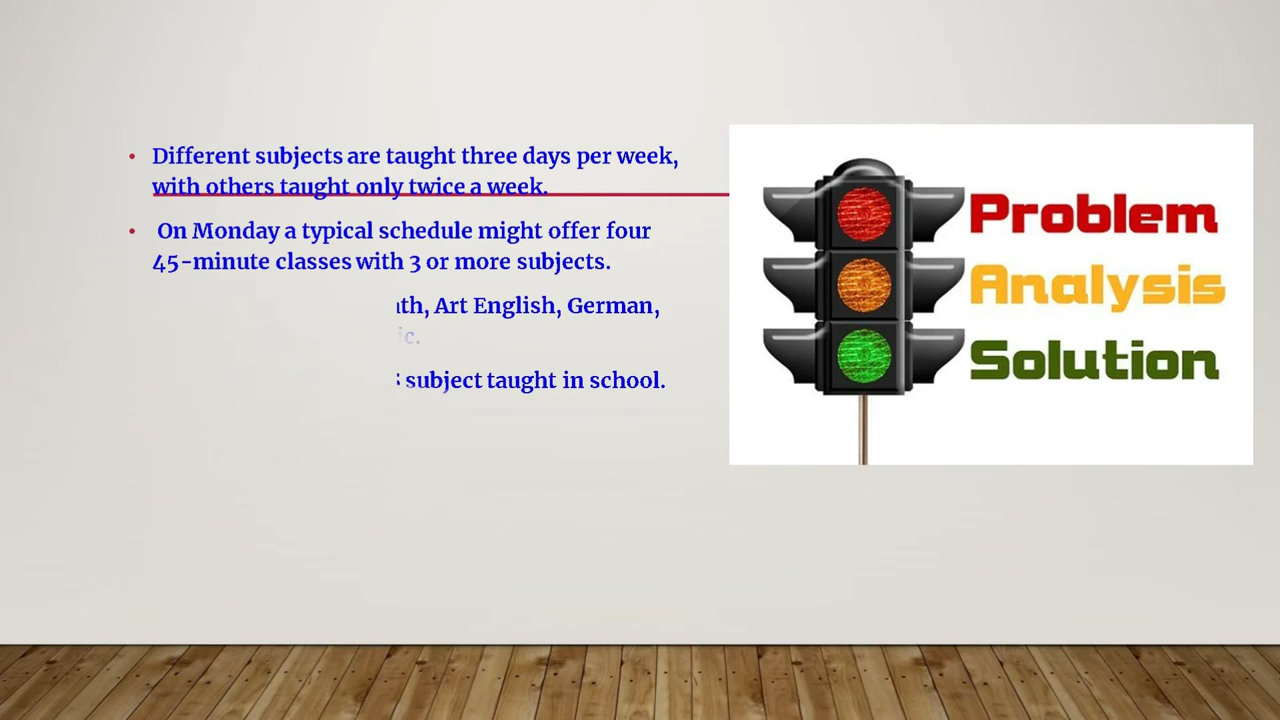 Different subjects are taught three days per week,
with others taught only twice a week.
On Monday a typical schedule might offer four
45-minute classes with 3 or more subjects.
Art English, German,
subject taught in school.
Problem
Analysis
Solution